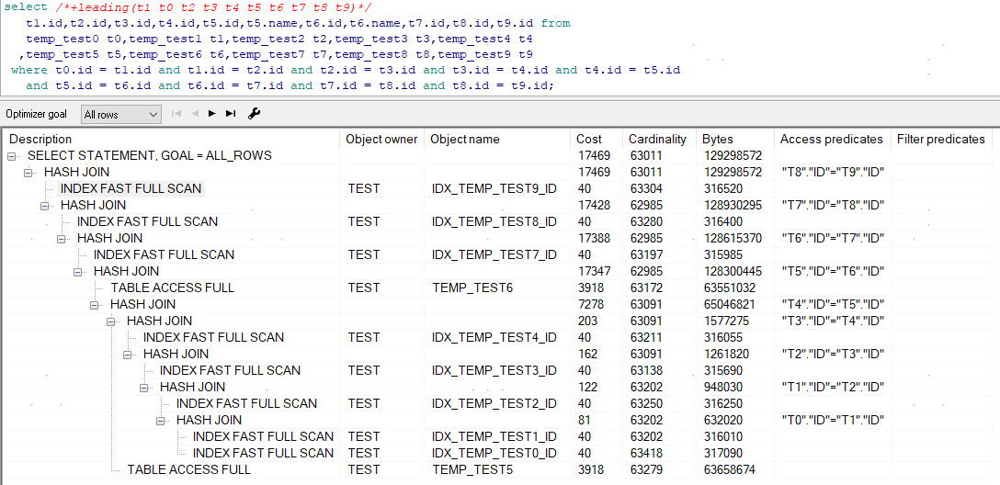 select /*+leading(t1 t0 t2 t3 t4 t5 t6 t7 t8 t9)*/
t1.id,t2.id,t3.id,t4.id,t5.id,t5.name,t6.id,t6.name,t7.id,t8.id,t9.id from
temp_test0 t0,temp_test1 t1,temp_test2 t2,temp_test3 t3,temp_test4 t4
,temp_test5 t5,temp_test6 t6,temp_test7 t7,temp_test8 t8,temp_test9 t9
where t0.id = t1.id and t1.id = t2.id and t2.id = t3.id and t3.id = t4.id and t4.id = t5.id
and t5.id = t6.id and t6.id = t7.id and t7.id = t8.id and t8.id = t9.id;
Optimizer goal All rows
Description Object owner Object name Cost Cardinality Bytes Access predicates Filter predicates
SELECT STATEMENT, GOAL = ALL_ROWS 17469 63011 129298572
HASH JOIN 17469 63011 129298572 "T8"."ID"="T9"."ID"
INDEX FAST FULL SCAN TEST IDX_TEMP_TEST9_ID 40 63304 316520
HASH JOIN 17428 62985 128930295 "T7"."ID"="T8"."ID"
INDEX FAST FULL SCAN TEST IDX_TEMP_TEST8_ID 40 63280 316400
HASH JOIN 17388 62985 128615370 "T6"."ID"="T7"."ID"
INDEX FAST FULL SCAN TEST IDX_TEMP_TEST7_ID 40 63197 315985
HASH JOIN 17347 62985 128300445 "T5"."ID"="T6"."ID"
TABLE ACCESS FULL TEST TEMP_TEST6 3918 63172 63551032
HASH JOIN 7278 63091 65046821 "T4"."ID"="T5"."ID"
HASH JOIN 203 63091 1577275 "T3"."ID"="T4"."ID"
INDEX FAST FULL SCAN TEST IDX_TEMP_TEST4_ID 40 63211 316055
HASH JOIN 162 63091 1261820 "T2"."ID"="T3"."ID"
INDEX FAST FULL SCAN TEST IDX_TEMP_TEST3_ID 40 63138 315690
HASH JOIN 122 63202 948030 "T1"."ID"="T2"."ID"
INDEX FAST FULL SCAN TEST IDX_TEMP_TEST2_ID 40 63250 316250
HASH JOIN 81 63202 632020 "T0"."ID"="T1"."ID"
INDEX FAST FULL SCAN TEST IDX_TEMP_TEST1_ID 40 63202 316010
INDEX FAST FULL SCAN TEST IDX_TEMP_TEST0_ID 40 63418 317090
TABLE ACCESS FULL TEST TEMP_TEST5 3918 63279 63658674